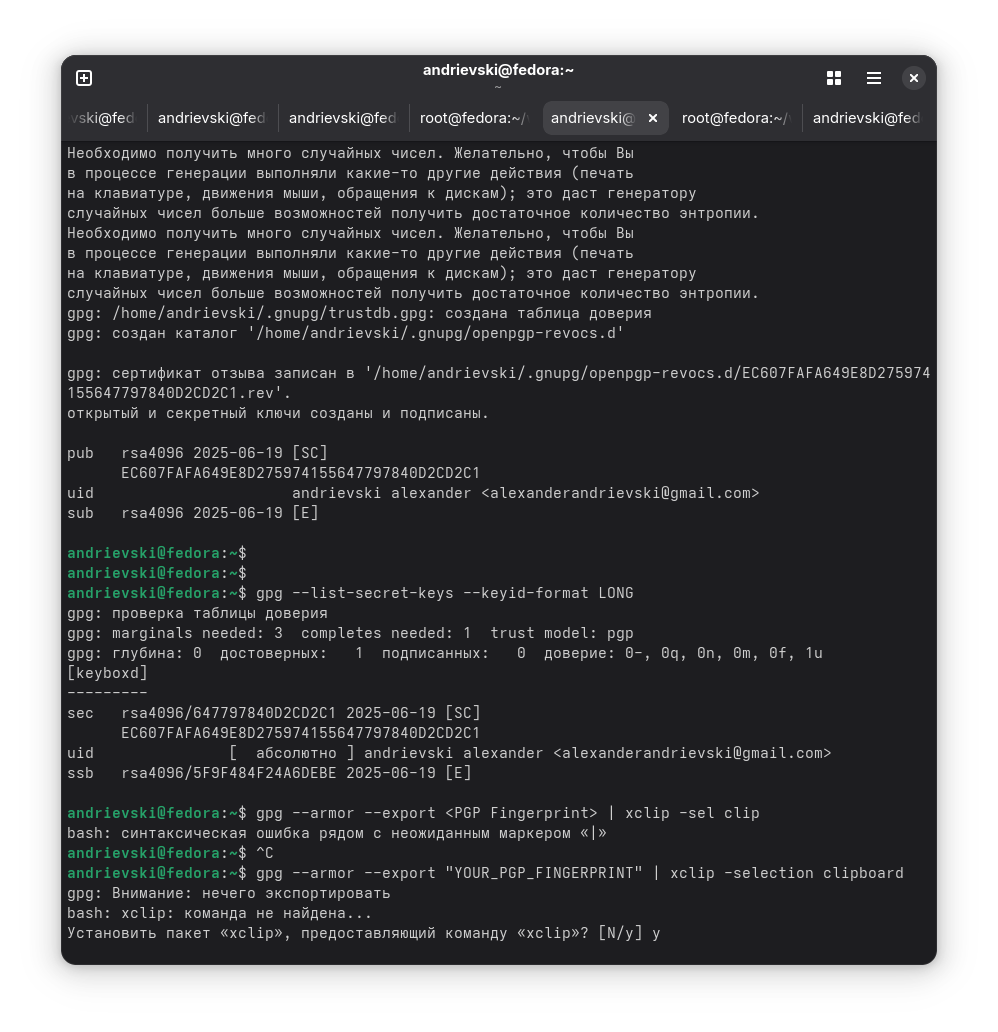 andrievski@fedora:~
~
vski@fed
andrievski@fed
andrievski@fed
root@fedora:~/
andrievski@
root@fedora:~/
andrievski@fed
Необходимо получить много случайных чисел. Желательно, чтобы Вы
в процессе генерации выполняли какие-то другие действия (печать
на клавиатуре, движения мыши, обращения к дискам); это даст генератору
случайных чисел больше возможностей получить достаточное количество энтропии.
Необходимо получить много случайных чисел. Желательно, чтобы Вы
в процессе генерации выполняли какие-то другие действия (печать
на клавиатуре, движения мыши, обращения к дискам); это даст генератору
случайных чисел больше возможностей получить достаточное количество энтропии.
gpg: /home/andrievski/.gnupg/trustdb.gpg: создана таблица доверия
gpg: создан каталог '/home/andrievski/.gnupg/openpgp-revocs.d'
gpg: сертификат отзыва записан в '/home/andrievski/.gnupg/openpgp-revocs.d/EC607FAFA649E8D275974
155647797840D2CD2C1.rev'.
открытый и секретный ключи созданы и подписаны.
pub   rsa4096 2025-06-19 [SC]
      EC607FAFA649E8D275974155647797840D2CD2C1
uid                      andrievski alexander <alexanderandrievski@gmail.com>
sub   rsa4096 2025-06-19 [E]
andrievski@fedora:~$
andrievski@fedora:~$
andrievski@fedora:~$ gpg --list-secret-keys --keyid-format LONG
gpg: проверка таблицы доверия
gpg: marginals needed: 3  completes needed: 1  trust model: pgp
gpg: глубина: 0  достоверных:   1  подписанных:   0  доверие: 0-, 0q, 0n, 0m, 0f, 1u
[keyboxd]
---------
sec   rsa4096/647797840D2CD2C1 2025-06-19 [SC]
      EC607FAFA649E8D275974155647797840D2CD2C1
uid               [  абсолютно ] andrievski alexander <alexanderandrievski@gmail.com>
ssb   rsa4096/5F9F484F24A6DEBE 2025-06-19 [E]
andrievski@fedora:~$ gpg --armor --export <PGP Fingerprint> | xclip -sel clip
bash: синтаксическая ошибка рядом с неожиданным маркером «|»
andrievski@fedora:~$ ^C
andrievski@fedora:~$ gpg --armor --export "YOUR_PGP_FINGERPRINT" | xclip -selection clipboard
gpg: Внимание: нечего экспортировать
bash: xclip: команда не найдена...
Установить пакет «xclip», предоставляющий команду «xclip»? [N/y] y